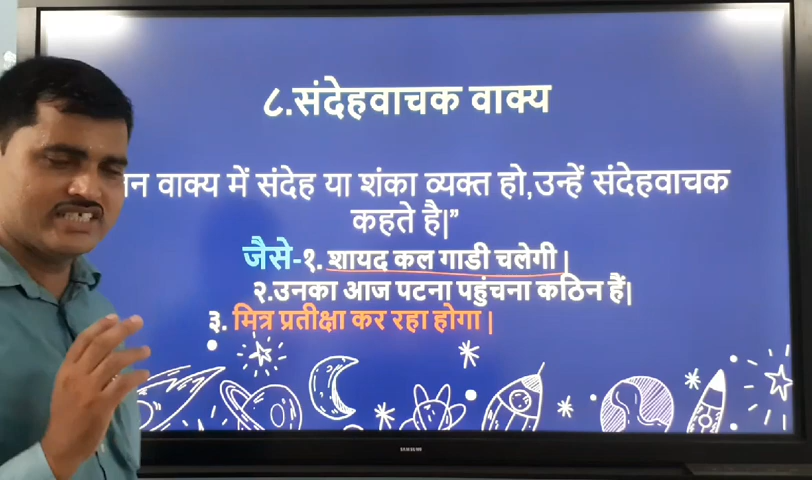 ८.संदेहवाचक वाक्य
वाक्य में संदेह या शंका व्यक्त हो,उन्हें संदेहवाचक
कहते है|”
जैसे-१. शायद कल गाडी चलेगी |
२.उनका आज पटना पहुंचना कठिन हैं|
३. मित्र प्रतीक्षा कर रहा होगा |
SAMSUNG